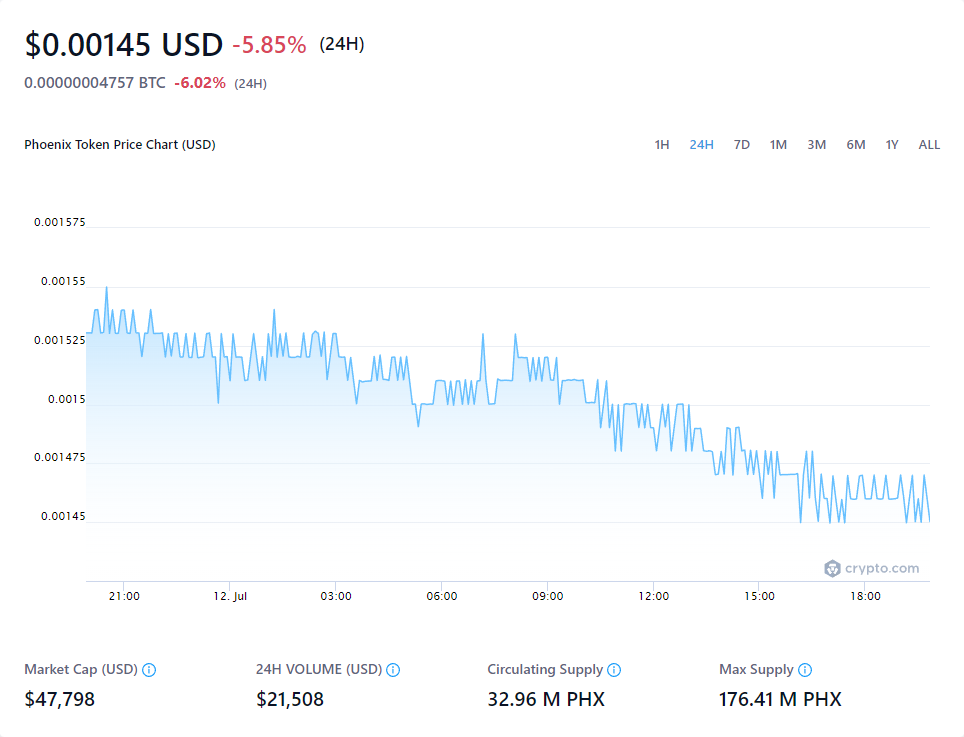 $0.00145 USD -5.85% (24H)
0.00000004757 BTC -6.02% (24H)
Phoenix Token Price Chart (USD) 1H 24H 7D 1M 3M 6M 1Y ALL
0.001575
0.00155
0.001525
0.0015
0.001475
0.00145
crypto.com
21:00 12. Jul 03:00 06:00 09:00 12:00 15:00 18:00
Market Cap (USD) 24H VOLUME (USD) Circulating Supply Max Supply
$47,798 $21,508 32.96 M PHX 176.41 M PHX